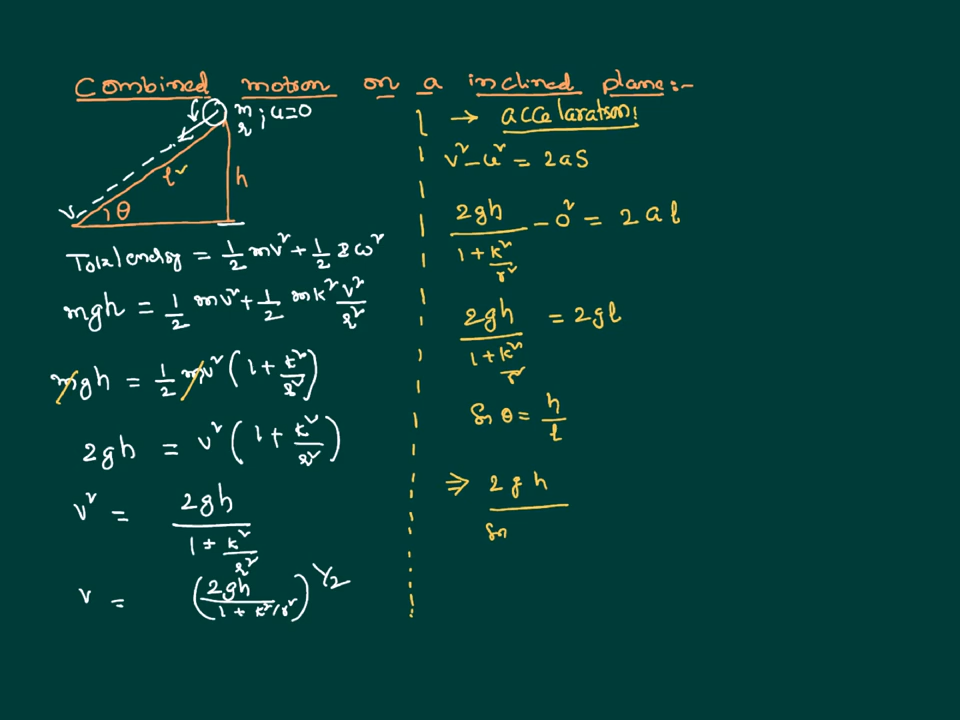 Combined motion on a inclined plane:-
m
r ; u=0
l
h
θ
v
Total energy = 1/2 mv² + 1/2 I ω²
mgh = 1/2 mv² + 1/2 mk² v²/r²
mgh = 1/2 mv² (1 + k²/r²)
2gh = v² (1 + k²/r²)
v² = 2gh / (1 + k²/r²)
v = (2gh / (1 + k²/r²))^1/2
→ accelaration:
v² - u² = 2as
2gh / (1 + k²/r²) - 0² = 2al
2gh / (1 + k²/r²) = 2gl
Sin θ = h/l
⇒ 2gh / Sin